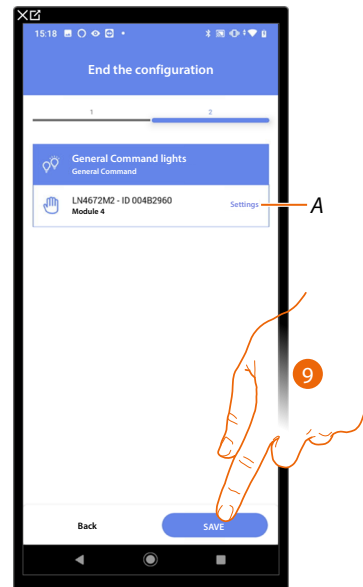 15:18
End the configuration
1
2
General Command lights
General Command
LN4672M2 - ID 004B2960
Settings
Module 4
A
9
Back
SAVE